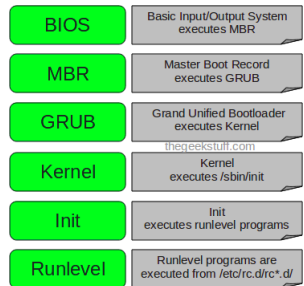 BIOS
Basic Input/Output System
executes MBR
MBR
Master Boot Record
executes GRUB
GRUB
Grand Unified Bootloader
executes Kernel
thegeekstuff.com
Kernel
Kernel
executes /sbin/init
Init
Init
executes runlevel programs
Runlevel
Runlevel programs are
executed from /etc/rc.d/rc*.d/